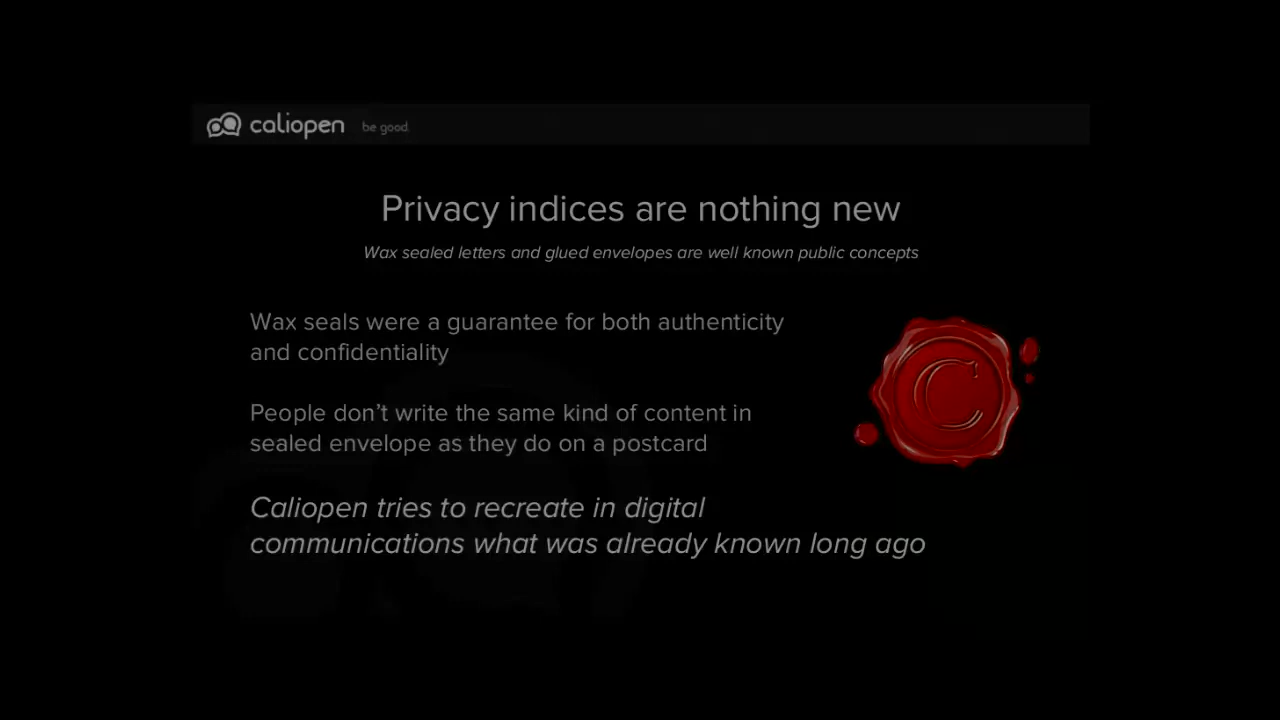 caliopen be good.
Privacy indices are nothing new
Wax sealed letters and glued envelopes are well known public concepts
Wax seals were a guarantee for both authenticity
and confidentiality
People don't write the same kind of content in
sealed envelope as they do on a postcard
Caliopen tries to recreate in digital
communications what was already known long ago
C